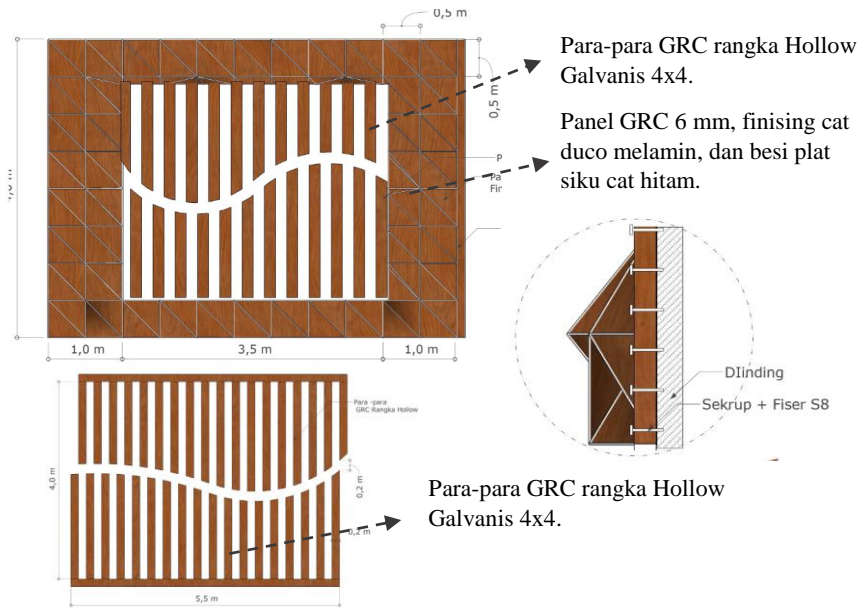 0,5 m
0,5 m
Para-para GRC rangka Hollow
Galvanis 4x4.
Panel GRC 6 mm, finising cat
duco melamin, dan besi plat
siku cat hitam.
P
Pa
Fir
1,0 m
3,5 m
1,0 m
DIinding
Sekrup + Fiser S8
Para -para
GRC Rangka Hollow
4,0 m
0,2 m
0,2 m
5,5 m
Para-para GRC rangka Hollow
Galvanis 4x4.